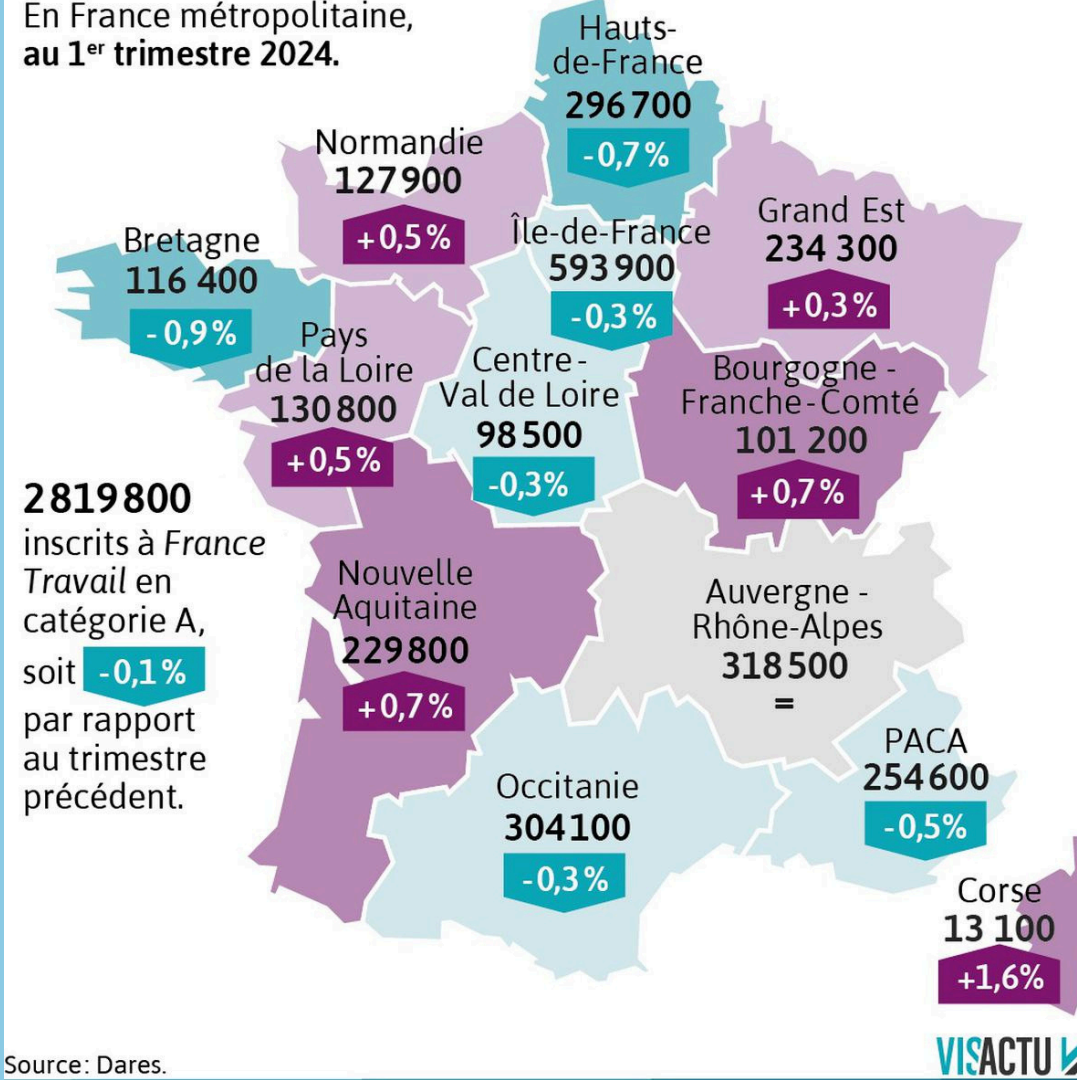 En France métropolitaine,
au 1er trimestre 2024.
Hauts-
de-France
296 700
-0,7 %
Normandie
127 900
+0,5 %
Île-de-France
593 900
-0,3 %
Grand Est
234 300
+0,3 %
Bretagne
116 400
-0,9 %
Pays
de la Loire
130 800
+0,5 %
Centre-
Val de Loire
98 500
-0,3%
Bourgogne -
Franche-Comté
101 200
+0,7 %
2 819 800
inscrits à France
Travail en
catégorie A,
soit -0,1 %
par rapport
au trimestre
précédent.
Nouvelle
Aquitaine
229 800
+0,7 %
Auvergne -
Rhône-Alpes
318 500
=
Occitanie
304 100
-0,3 %
PACA
254 600
-0,5%
Corse
13 100
+1,6%
Source: Dares.
VISACTU